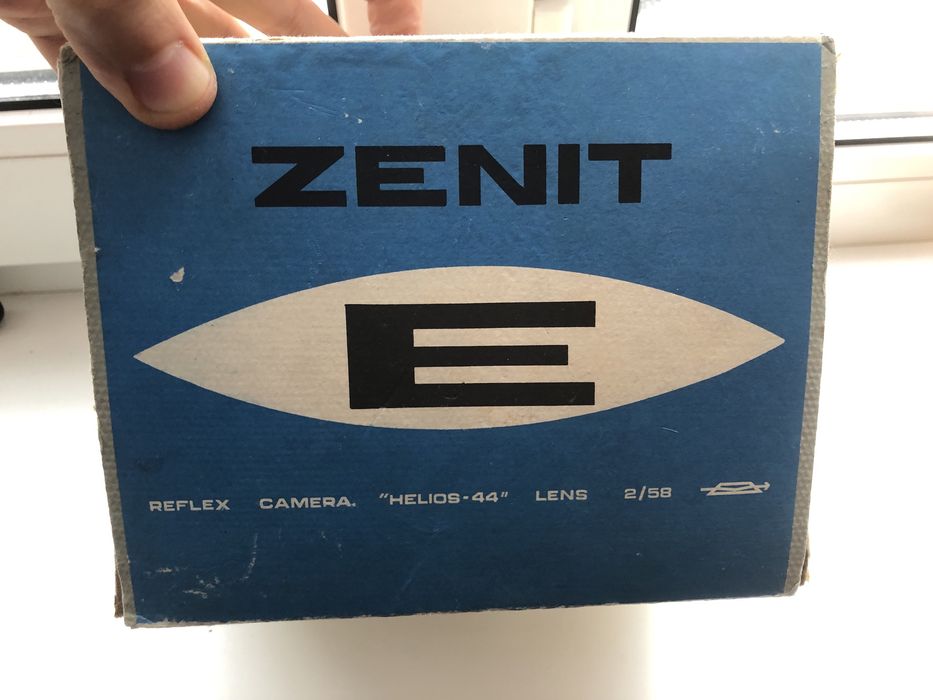 ZENIT
E
REFLEX CAMERA. "HELIOS-44" LENS 2/58